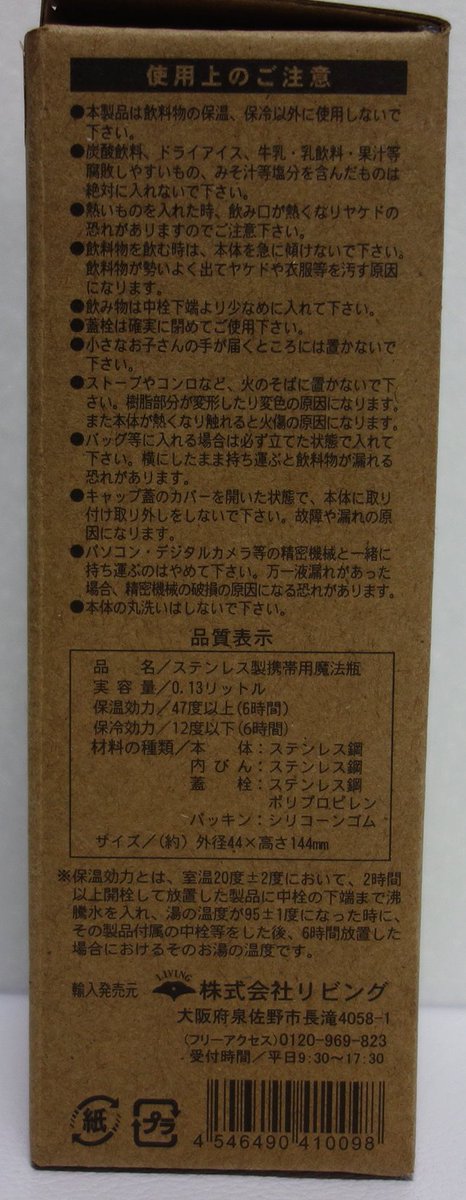 使用上のご注意
●本製品は飲料物の保温、保冷以外に使用しないで
下さい。
●炭酸飲料、ドライアイス、牛乳・乳飲料・果汁等
腐敗しやすいもの、みそ汁等塩分を含んだものは
絶対に入れないで下さい。
●熱いものを入れた時、飲み口が熱くなりヤケドの
恐れがありますのでご注意下さい。
●飲料物を飲む時は、本体を急に傾けないで下さい。
飲料物が勢いよく出てヤケドや衣服等を汚す原因
になります。
●飲み物は中栓下端より少なめに入れて下さい。
●蓋栓は確実に閉めてご使用下さい。
●小さなお子さんの手が届くところには置かないで
下さい。
●ストーブやコンロなど、火のそばに置かないで下
さい。樹脂部分が変形したり変色の原因になります。
また本体が熱くなり触れると火傷の原因になります。
●バッグ等に入れる場合は必ず立てた状態で入れて
下さい。横にしたまま持ち運ぶと飲料物が漏れる
恐れがあります。
●キャップ蓋のカバーを開いた状態で、本体に取り
付け取り外しをしないで下さい。故障や漏れの原
因になります。
●パソコン・デジタルカメラ等の精密機械と一緒に
持ち運ぶのはやめて下さい。万一液漏れがあった
場合、精密機械の破損の原因になる恐れがあります。
●本体の丸洗いはしないで下さい。
品質表示
品 名／ステンレス製携帯用魔法瓶
実 容 量／0.13リットル
保温効力／47度以上(6時間)
保冷効力／12度以下(6時間)
材料の種類／本 体：ステンレス鋼
内びん：ステンレス鋼
蓋 栓：ステンレス鋼
ポリプロピレン
パッキン：シリコーンゴム
サイズ／(約) 外径44×高さ144mm
※保温効力とは、室温20度±2度において、2時間
以上開栓して放置した製品に中栓の下端まで沸
騰水を入れ、湯の温度が95±1度になった時に、
その製品付属の中栓等をした後、6時間放置した
場合におけるそのお湯の温度です。
LIVING
輸入発売元 株式会社リビング
大阪府泉佐野市長滝4058-1
(フリーアクセス)0120-969-823
受付時間／平日9:30～17:30
紙 プラ
4 546490 410098